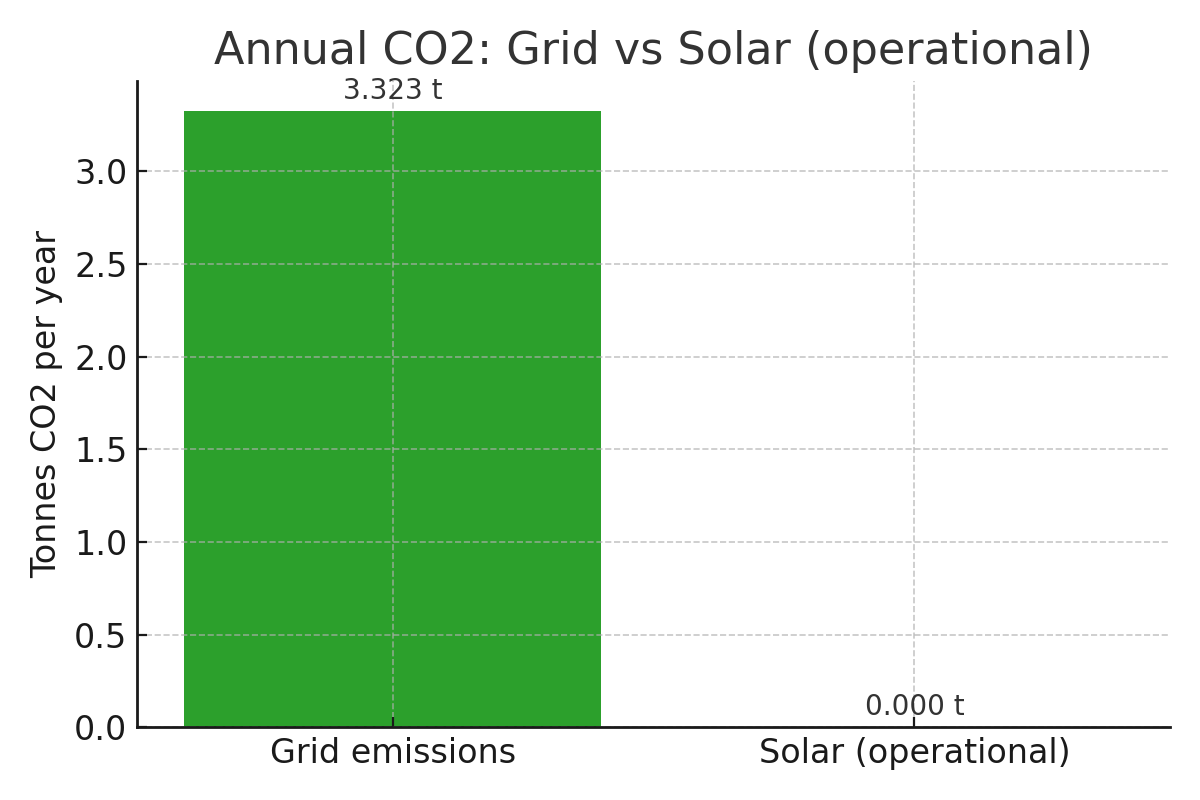 Annual CO2: Grid vs Solar (operational)
3.323 t
Tonnes CO2 per year
3.0
2.5
2.0
1.5
1.0
0.5
0.0
0.000 t
Grid emissions
Solar (operational)